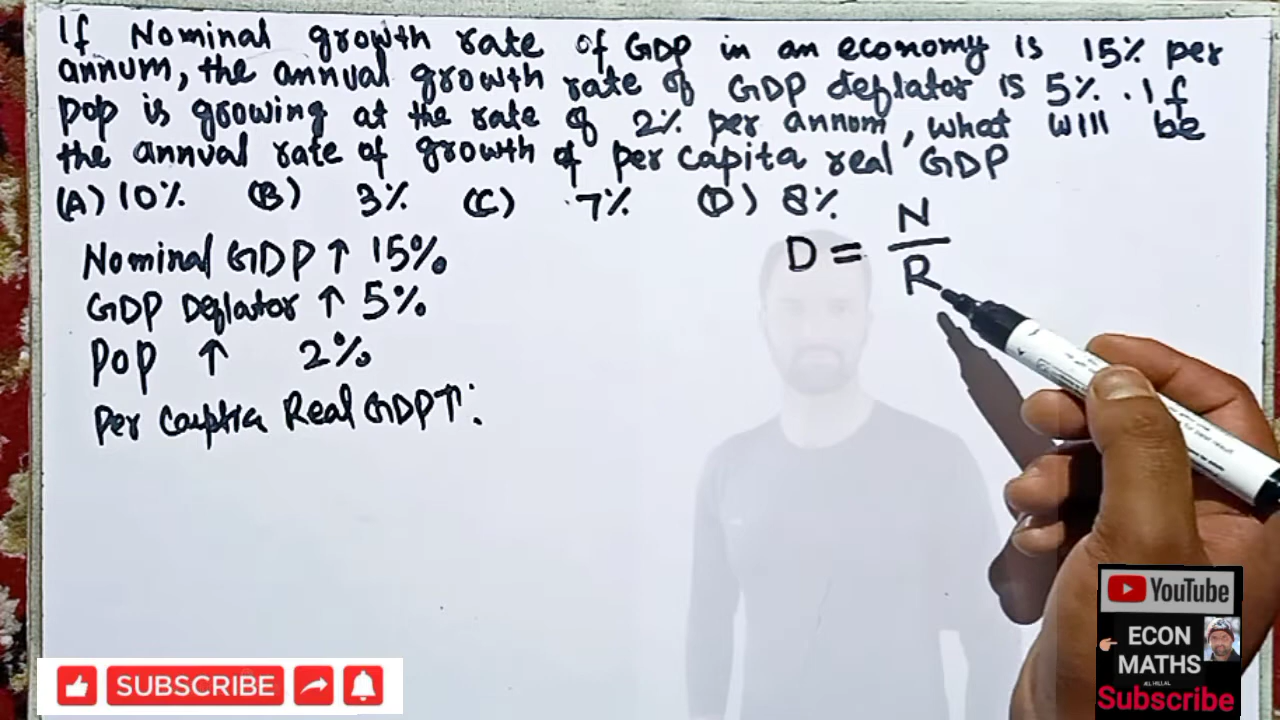 If Nominal growth rate of GDP in an economy is 15% per
annum, the annual growth rate of GDP deflator is 5%. If
pop is growing at the rate of 2% per annum, what will be
the annual rate of growth of per capita real GDP
(A) 10% (B) 3% (C) 7% (D) 8%
Nominal GDP ↑ 15%
D = N
R
GDP Deflator ↑ 5%
POP ↑ 2%
Per Capita Real GDP ↑ :
YouTube
ECON
MATHS
Subscribe
SUBSCRIBE